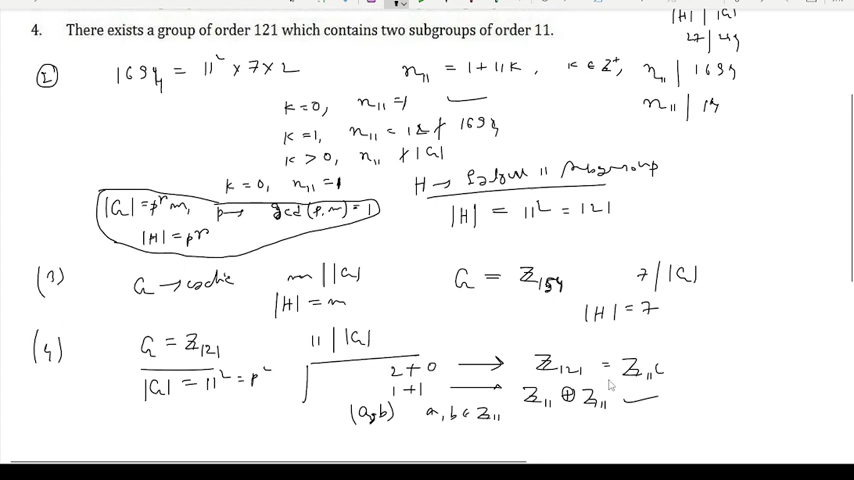 4. There exists a group of order 121 which contains two subgroups of order 11.
|H| | |G|
27 | 24
(2) 1694 = 11² × 7 × 2
n₁₁ = 1 + 11k, k ∈ Z⁺, n₁₁ | 1694
n₁₁ | 14
k=0, n₁₁=1
k=1, n₁₁ = 12 ∤ 1694
k > 0, n₁₁ ∤ |G|
k=0, n₁₁=1
H → 11 subgroup
|H| = 11² = 121
|G| = pʳm, p → gcd(p, m) = 1
|H| = pʳ
(3) G → cyclic m | |G| G = Z₁₅₄ 7 | |G|
|H| = m |H| = 7
(4) G = Z₁₂₁ 11 | |G|
|G| = 11² = p²
2+0 → Z₁₂₁ = Z₁₁
1+1 → Z₁₁ ⊕ Z₁₁
(a, b) a, b ∈ Z₁₁